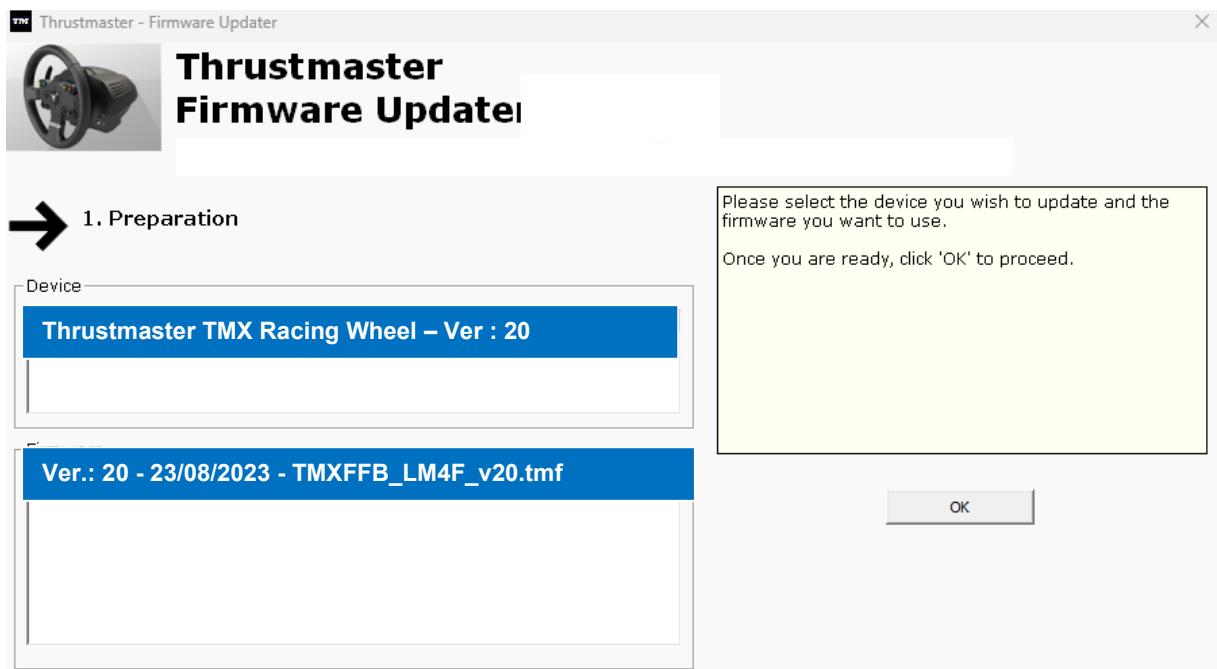 Thrustmaster - Firmware Updater
Thrustmaster
Firmware Updater
1. Preparation
Please select the device you wish to update and the
firmware you want to use.
Once you are ready, click 'OK' to proceed.
Device
Thrustmaster TMX Racing Wheel – Ver : 20
Ver.: 20 - 23/08/2023 - TMXFFB_LM4F_v20.tmf
OK